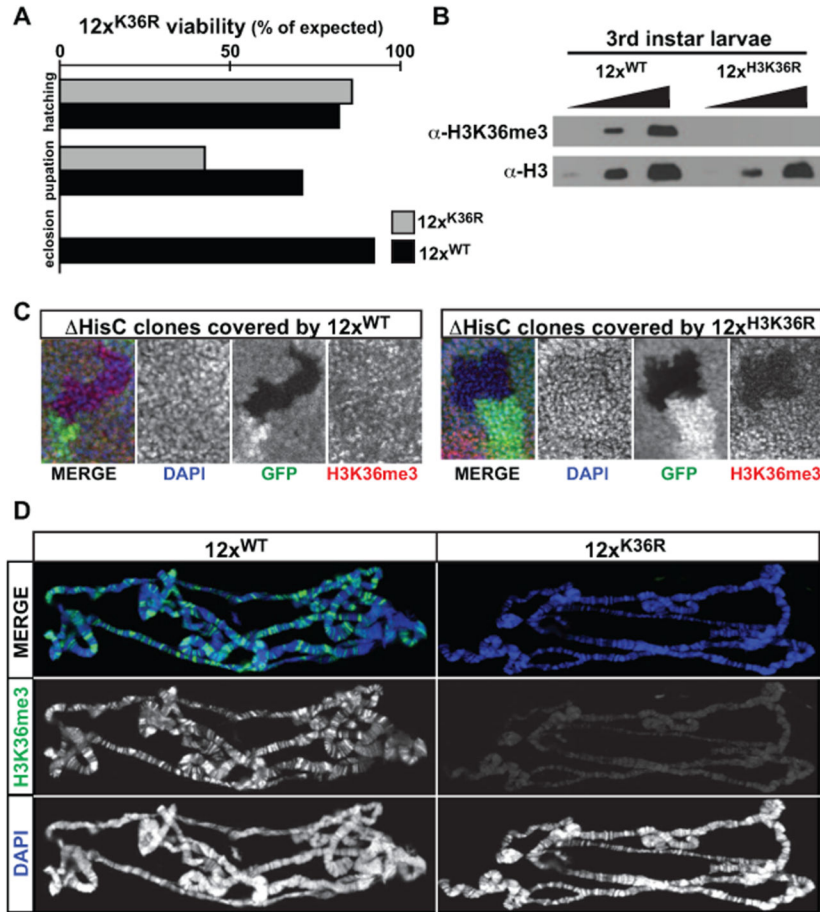 A
12xK36R viability (% of expected)
0 50 100
hatching
pupation
eclosion
12xK36R
12xWT
B
3rd instar larvae
12xWT 12xH3K36R
α-H3K36me3
α-H3
C
ΔHisC clones covered by 12xWT
MERGE DAPI GFP H3K36me3
ΔHisC clones covered by 12xH3K36R
MERGE DAPI GFP H3K36me3
D
12xWT 12xK36R
MERGE
H3K36me3
DAPI